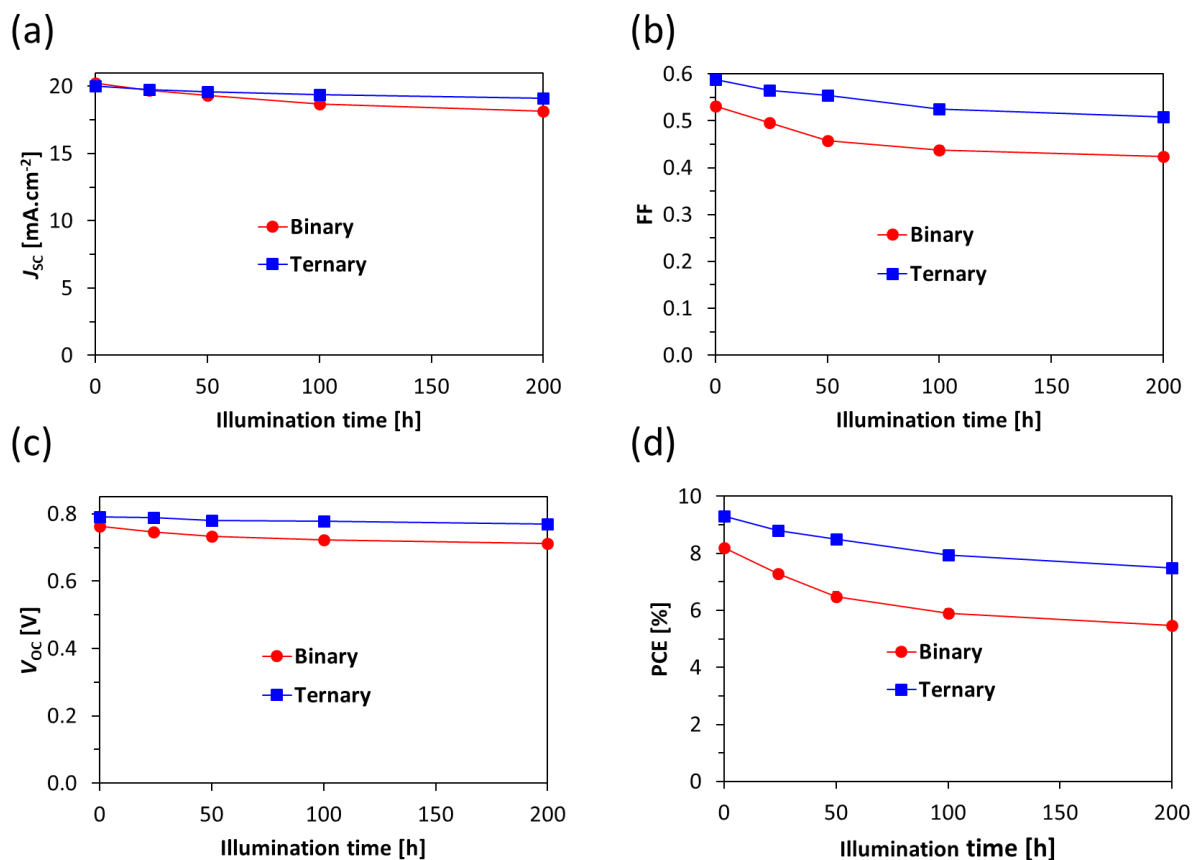 (a)
20
15
10
5
0
J_SC [mA.cm⁻²]
Binary
Ternary
0 50 100 150 200
Illumination time [h]
(b)
0.6
0.5
0.4
0.3
0.2
0.1
0.0
FF
Binary
Ternary
0 50 100 150 200
Illumination time [h]
(c)
0.8
0.6
0.4
0.2
0.0
V_OC [V]
Binary
Ternary
0 50 100 150 200
Illumination time [h]
(d)
10
8
6
4
2
0
PCE [%]
Binary
Ternary
0 50 100 150 200
Illumination time [h]